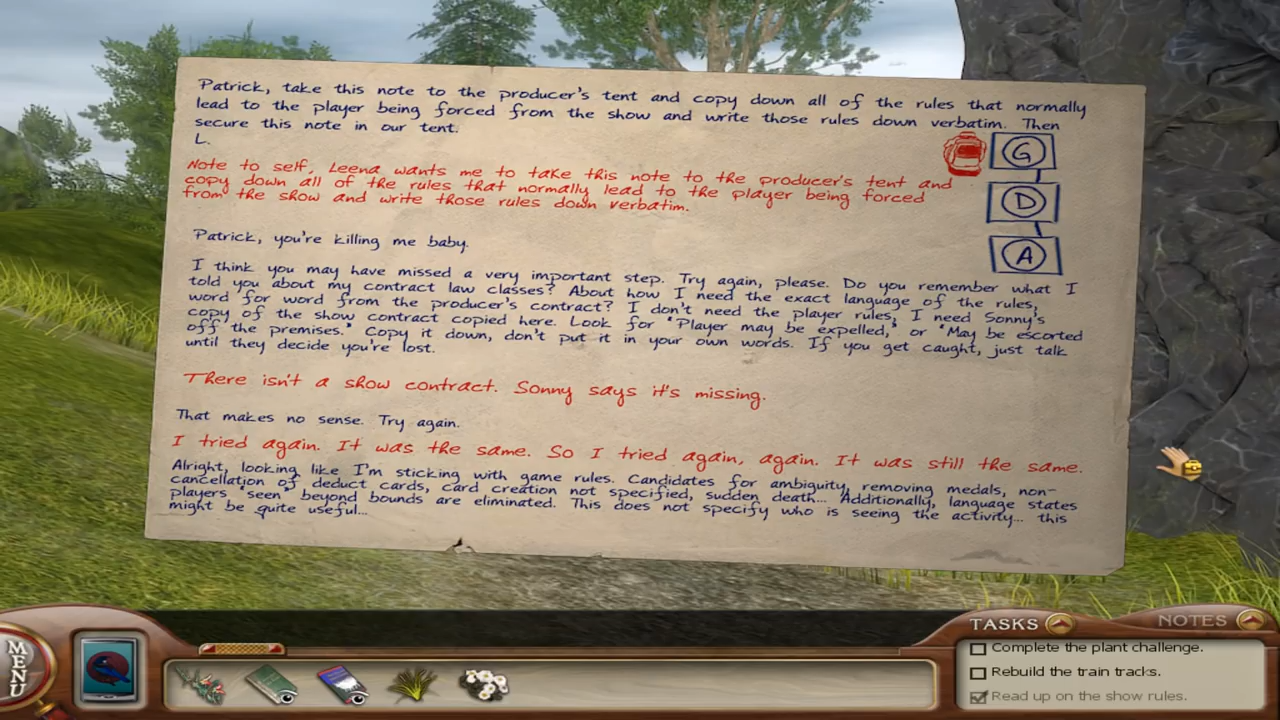 Patrick, take this note to the producer's tent and copy down all of the rules that normally
lead to the player being forced from the show and write those rules down verbatim. Then
secure this note in our tent.
L.
G
D
A
Note to self, Leena wants me to take this note to the producer's tent and
copy down all of the rules that normally lead to the player being forced
from the show and write those rules down verbatim.
Patrick, you're killing me baby.
I think you may have missed a very important step. Try again, please. Do you remember what I
told you about my contract law classes? About how I need the exact language of the rules,
word for word from the producer's contract? I don't need the player rules, I need Sonny's
copy of the show contract copied here. Look for "Player may be expelled," or "May be escorted
off the premises." Copy it down, don't put it in your own words. If you get caught, just talk
until they decide you're lost.
There isn't a show contract. Sonny says it's missing.
That makes no sense. Try again.
I tried again. It was the same. So I tried again, again. It was still the same.
Alright, looking like I'm sticking with game rules. Candidates for ambiguity, removing medals, non-
cancellation of deduct cards, card creation not specified, sudden death... Additionally, language states
players "seen" beyond bounds are eliminated. This does not specify who is seeing the activity... this
might be quite useful...
MENU
TASKS
NOTES
Complete the plant challenge.
Rebuild the train tracks.
Read up on the show rules.